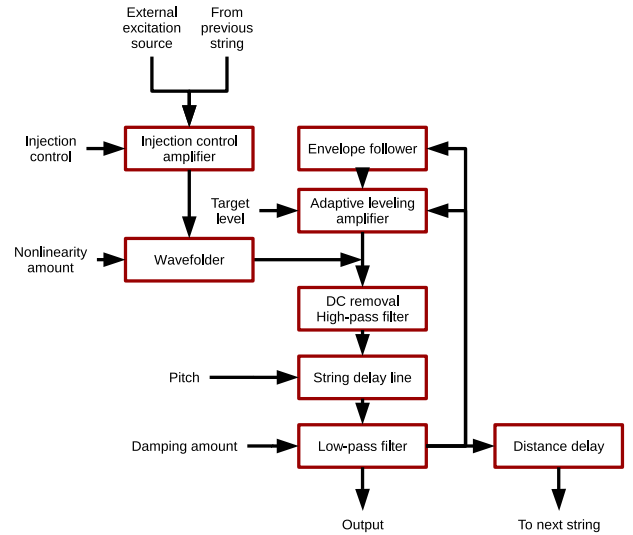 External
excitation
source
From
previous
string
Injection
control
Injection control
amplifier
Envelope follower
Target
level
Adaptive leveling
amplifier
Nonlinearity
amount
Wavefolder
DC removal
High-pass filter
Pitch
String delay line
Damping amount
Low-pass filter
Distance delay
Output
To next string